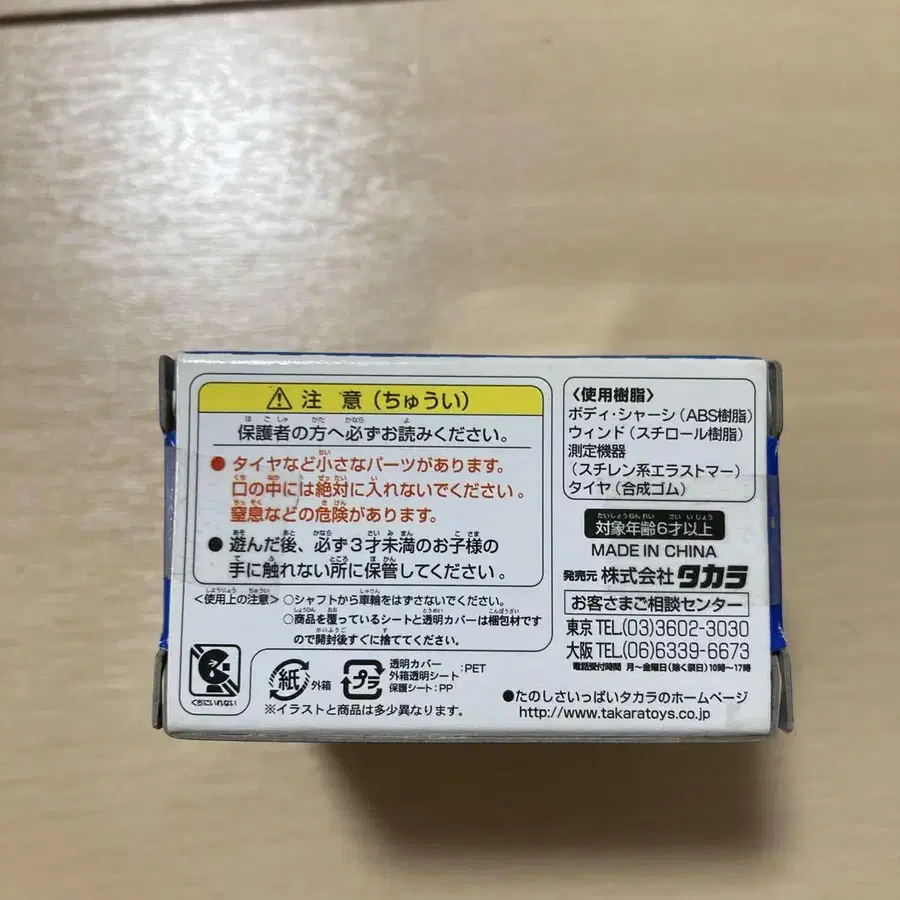 ⚠注 意(ちゅうい)
保護者の方へ必ずお読みください。
●タイヤなど小さなパーツがあります。
口の中には絶対に入れないでください。
窒息などの危険があります。
●遊んだ後、必ず3才未満のお子様の
手に触れない所に保管してください。
<使用上の注意>○シャフトから車輪をはずさないでください。
○商品を覆っているシートと透明カバーは梱包材です
ので開封後すぐに捨ててください。
くちにいれない
紙 外箱
プラ 透明カバー
外箱透明シート:PET
保護シート:PP
※イラストと商品は多少異なります。
〈使用樹脂〉
ボディ・シャーシ(ABS樹脂)
ウィンド(スチロール樹脂)
測定機器
(スチレン系エラストマー)
タイヤ(合成ゴム)
対象年齢6才以上
MADE IN CHINA
発売元 株式会社タカラ
お客さまご相談センター
東京 TEL.(03)3602-3030
大阪 TEL.(06)6339-6673
電話受付時間 月~金曜日(除く祭日)10時~17時
●たのしさいっぱいタカラのホームページ
http://www.takaratoys.co.jp